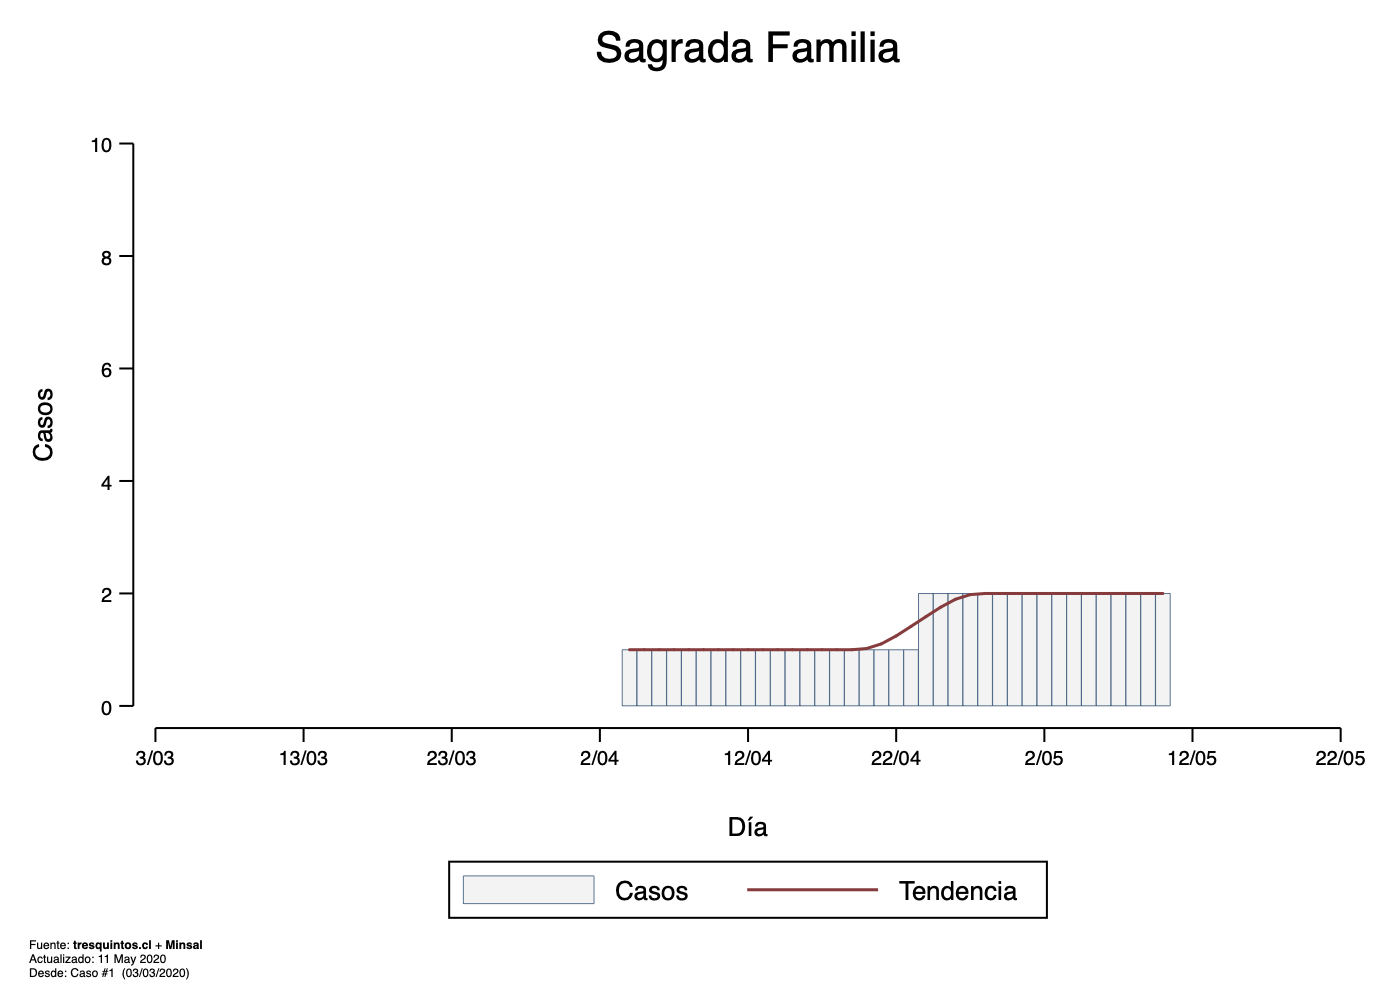 Sagrada Familia
10
8
6
4
2
0
Casos
3/03 13/03 23/03 2/04 12/04 22/04 2/05 12/05 22/05
Día
Casos Tendencia
Fuente: tresquintos.cl + Minsal
Actualizado: 11 May 2020
Desde: Caso #1 (03/03/2020)